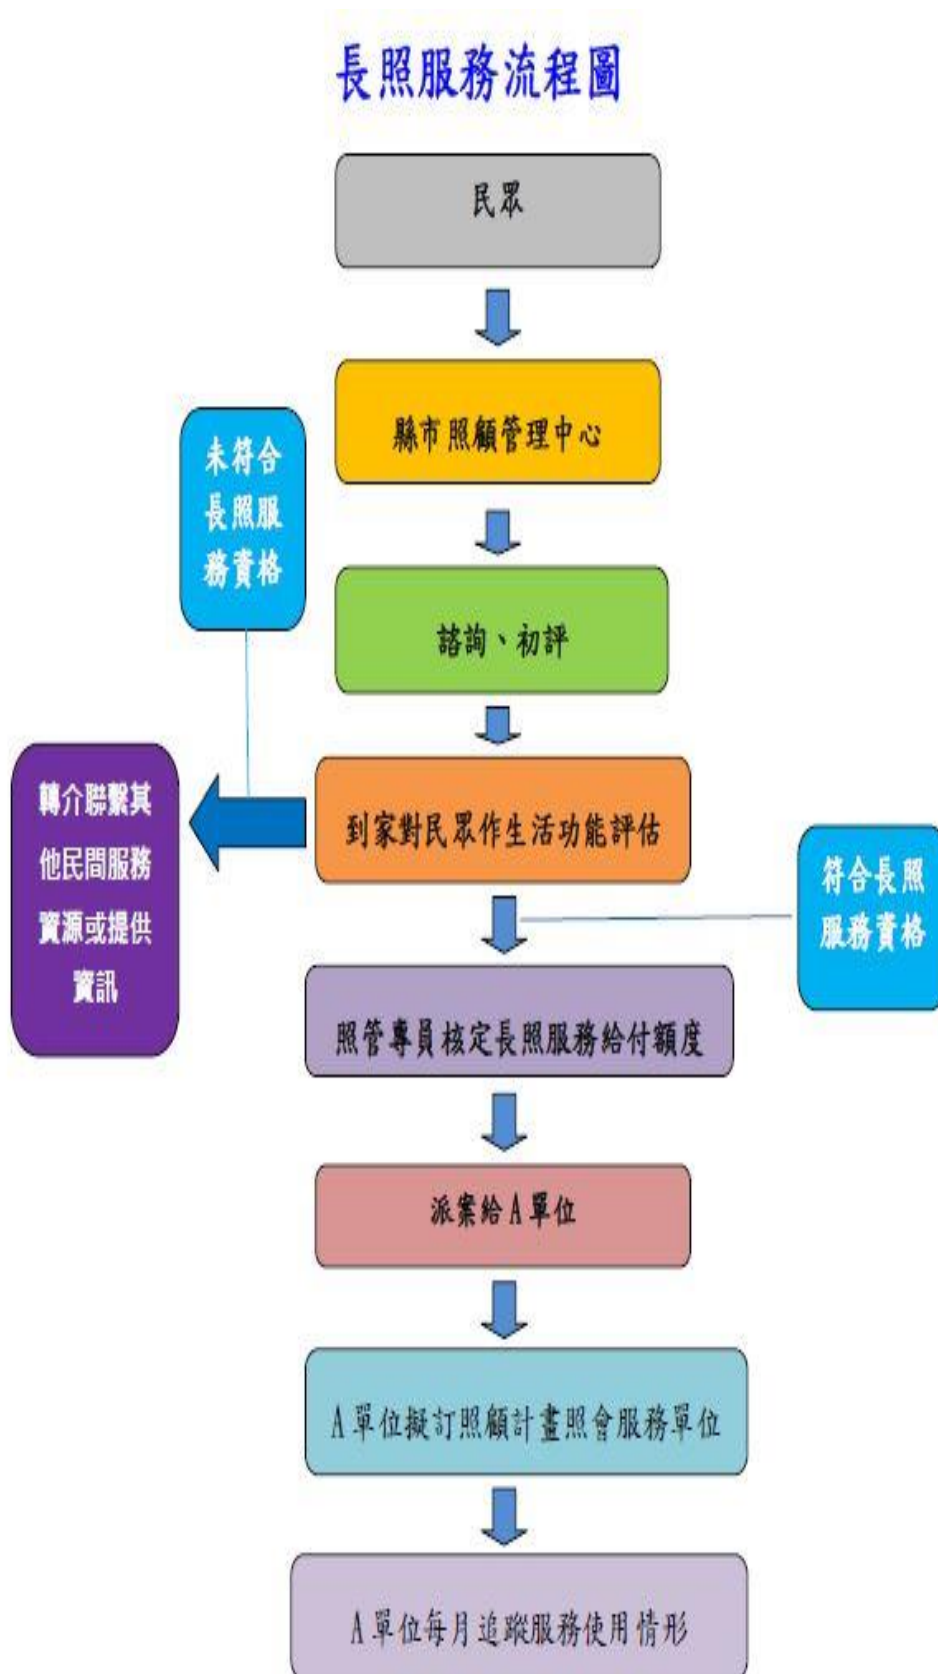 長照服務流程圖
民眾
縣市照顧管理中心
未符合
長照服
務資格
諮詢、初評
到家對民眾作生活功能評估
轉介聯繫其
他民間服務
資源或提供
資訊
符合長照
服務資格
照管專員核定長照服務給付額度
派案給A單位
A單位擬訂照顧計畫照會服務單位
A單位每月追蹤服務使用情形